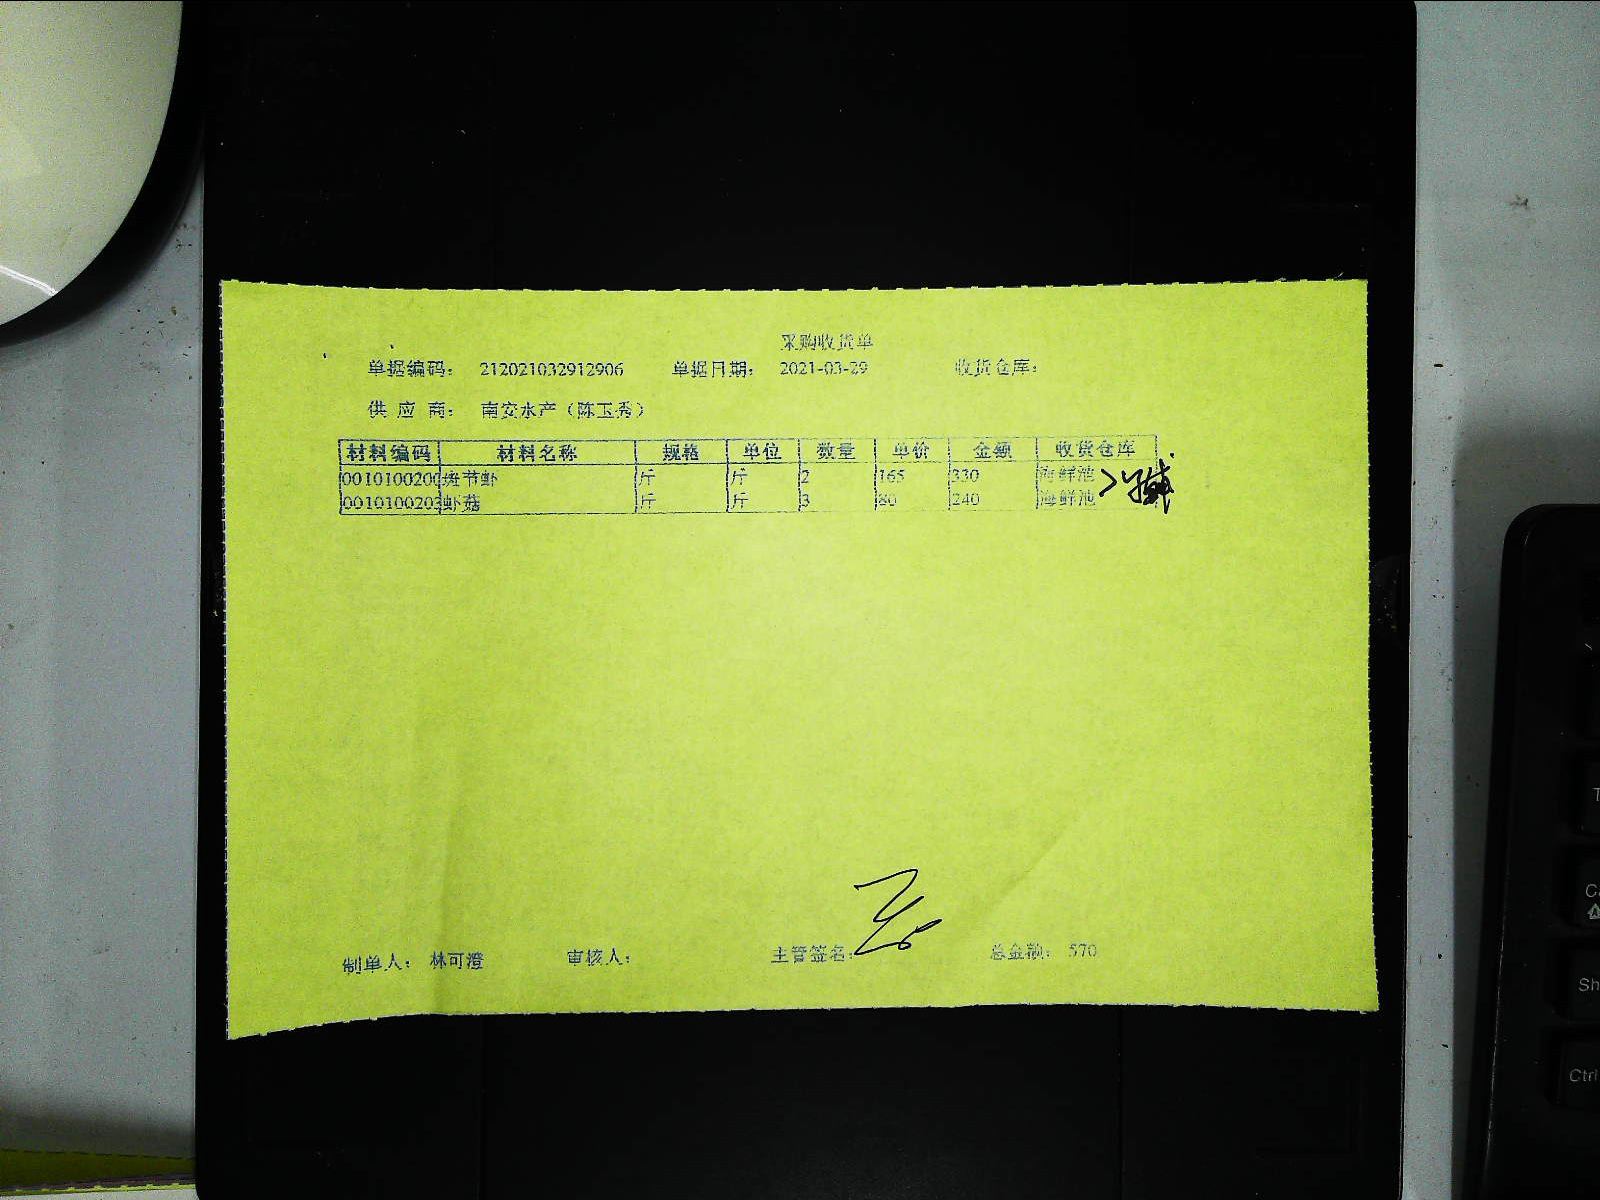 采购收货单
单据编码: 212021032912906 单据日期: 2021-03-29 收货仓库:
供 应 商: 南安水产（陈玉秀）
材料编码 材料名称 规格 单位 数量 单价 金额 收货仓库
0010100200 斑节虾 斤 斤 2 165 330 海鲜池
0010100203 虾菇 斤 斤 3 80 240 海鲜池
制单人: 林可澄 审核人: 主管签名: 总金额: 570
Ctrl